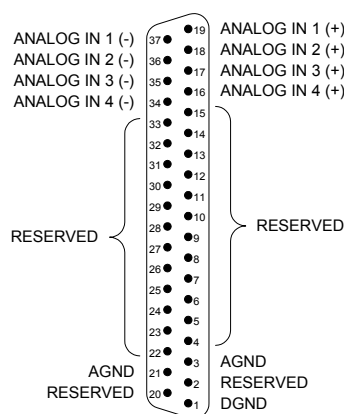 ANALOG IN 1 (-)
37
19
ANALOG IN 1 (+)
ANALOG IN 2 (-)
36
18
ANALOG IN 2 (+)
ANALOG IN 3 (-)
35
17
ANALOG IN 3 (+)
ANALOG IN 4 (-)
34
16
ANALOG IN 4 (+)
33
15
32
14
31
13
30
12
29
11
28
10
RESERVED
27
9
RESERVED
26
8
25
7
24
6
23
5
22
4
AGND
21
3
AGND
RESERVED
20
2
RESERVED
1
DGND